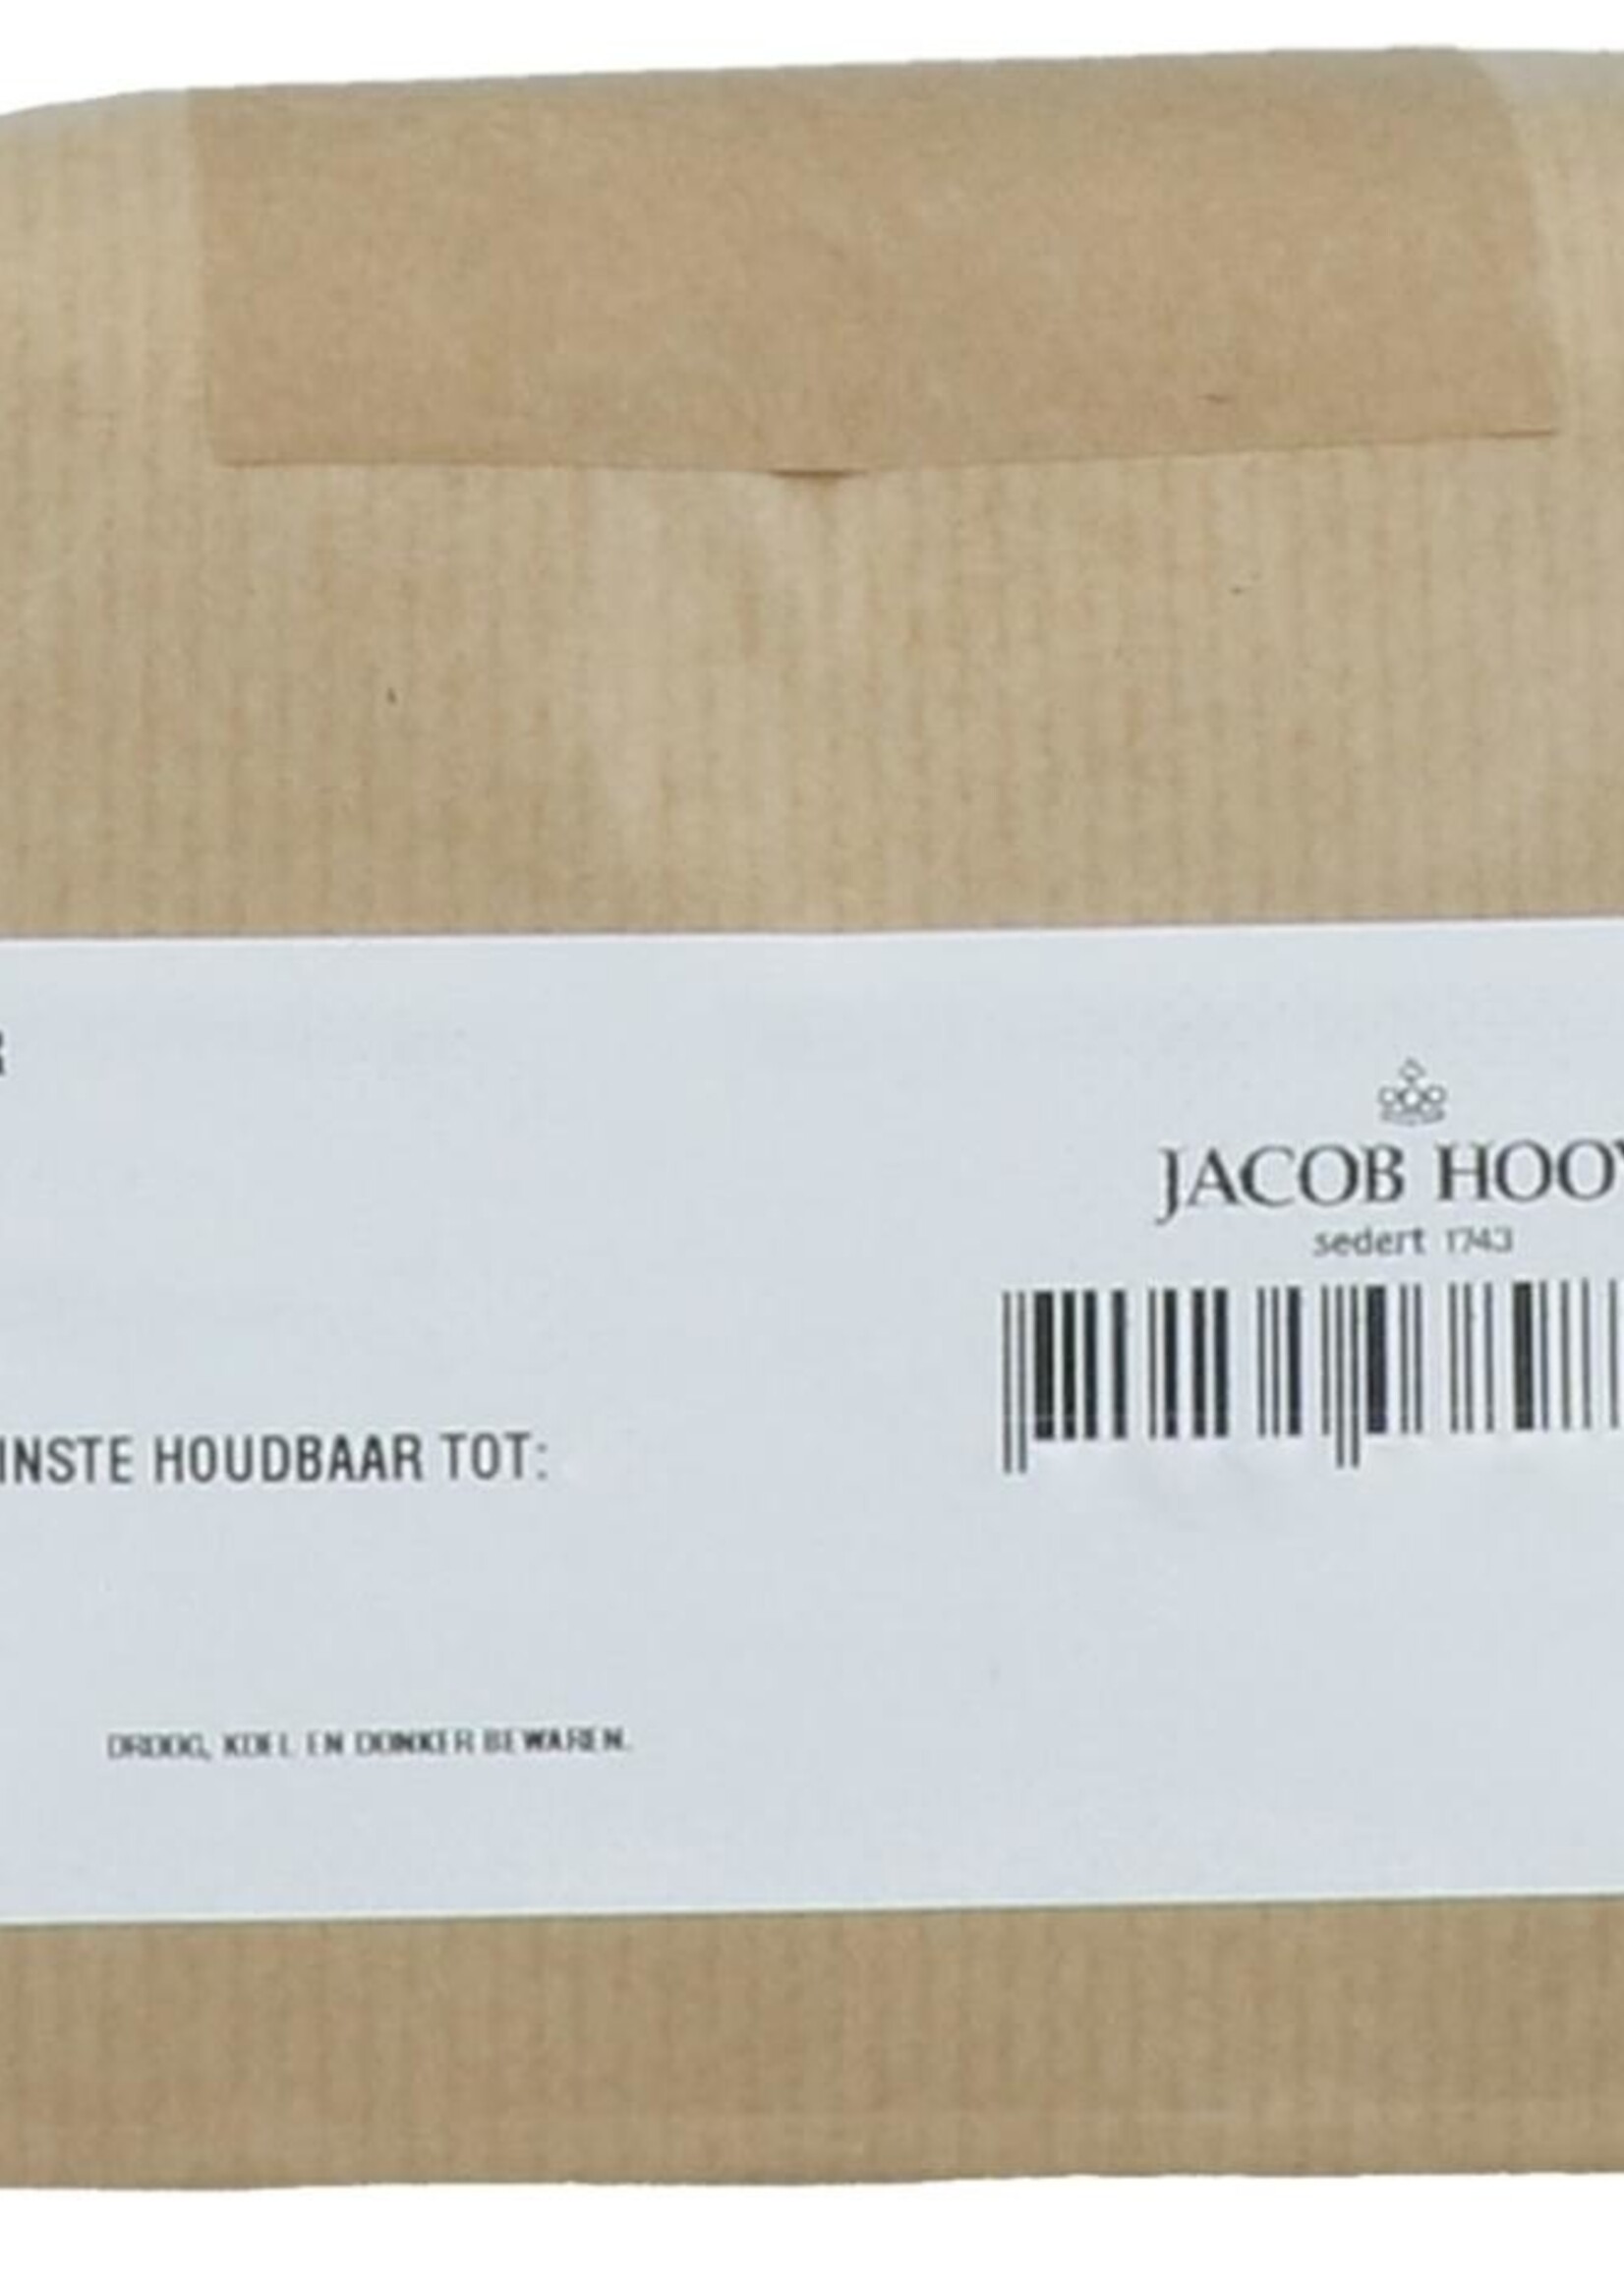 R
JACOB HOOY
sedert 1743
INSTE HOUDBAAR TOT:
DROOG, KOEL EN DONKER BEWAREN.